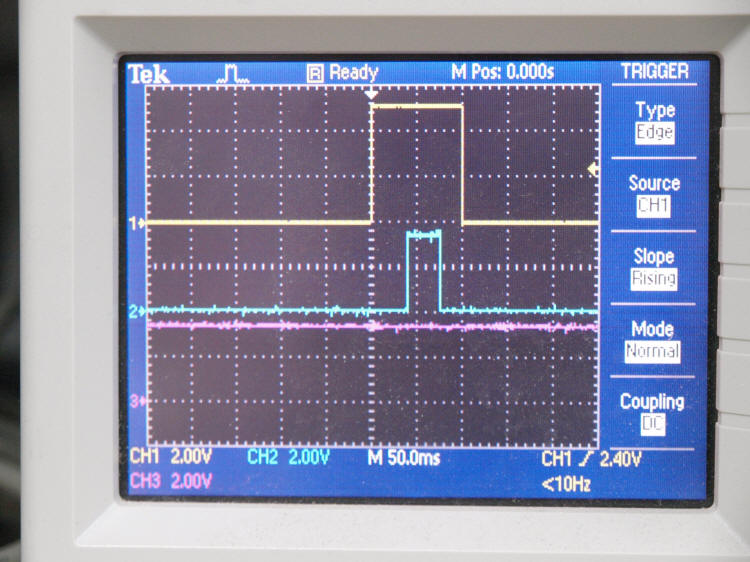 Tek R Ready M Pos: 0.000s TRIGGER
Type
Edge
Source
CH1
1
Slope
Rising
2
Mode
Normal
3
Coupling
DC
CH1 2.00V CH2 2.00V M 50.0ms CH1 2.40V
CH3 2.00V <10Hz